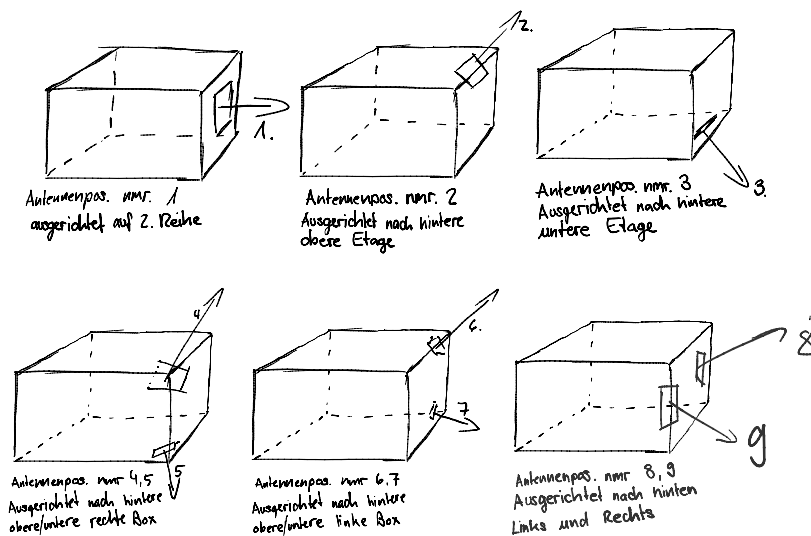 1.
Antennenpos. nmr. 1
ausgerichtet auf 2. Reihe
2.
Antennenpos. nmr. 2
Ausgerichtet nach hintere
obere Etage
3.
Antennenpos. nmr. 3
Ausgerichtet nach hintere
untere Etage
4
5
Antennenpos. nmr 4,5
Ausgerichtet nach hintere
obere/untere rechte Box
6.
7
Antennenpos. nmr 6,7
Ausgerichtet nach hintere
obere/untere linke Box
8
9
Antennenpos. nmr 8,9
Ausgerichtet nach hinten
Links und Rechts